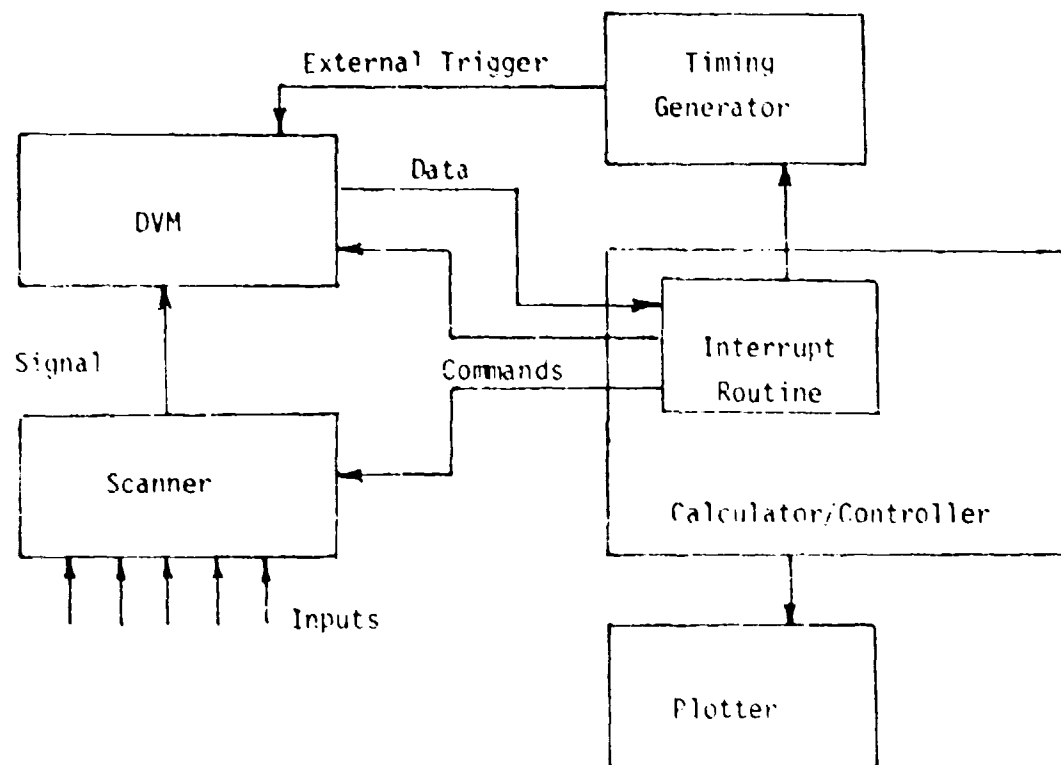 External Trigger
Timing
Generator
Data
DVM
Signal
Interrupt
Routine
Commands
Scanner
Calculator/Controller
Inputs
Plotter